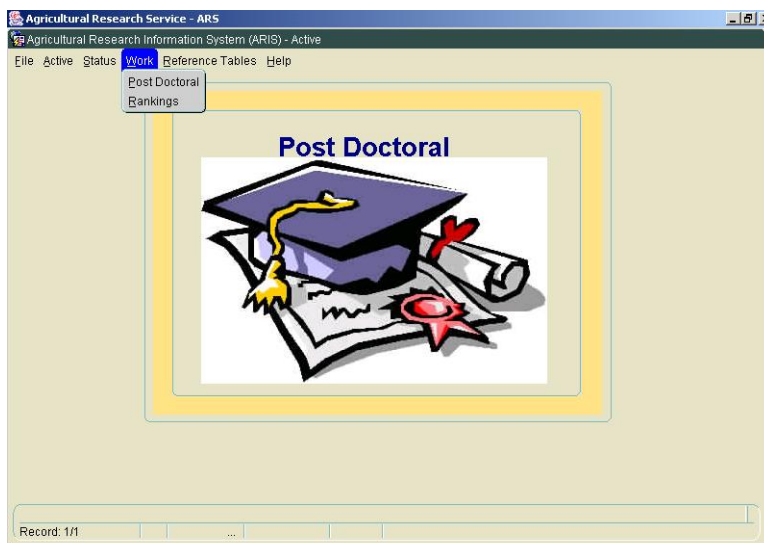 Agricultural Research Service - ARS
Agricultural Research Information System (ARIS) - Active
File Active Status Work Reference Tables Help
Post Doctoral
Rankings
Post Doctoral
Record: 1/1 ...